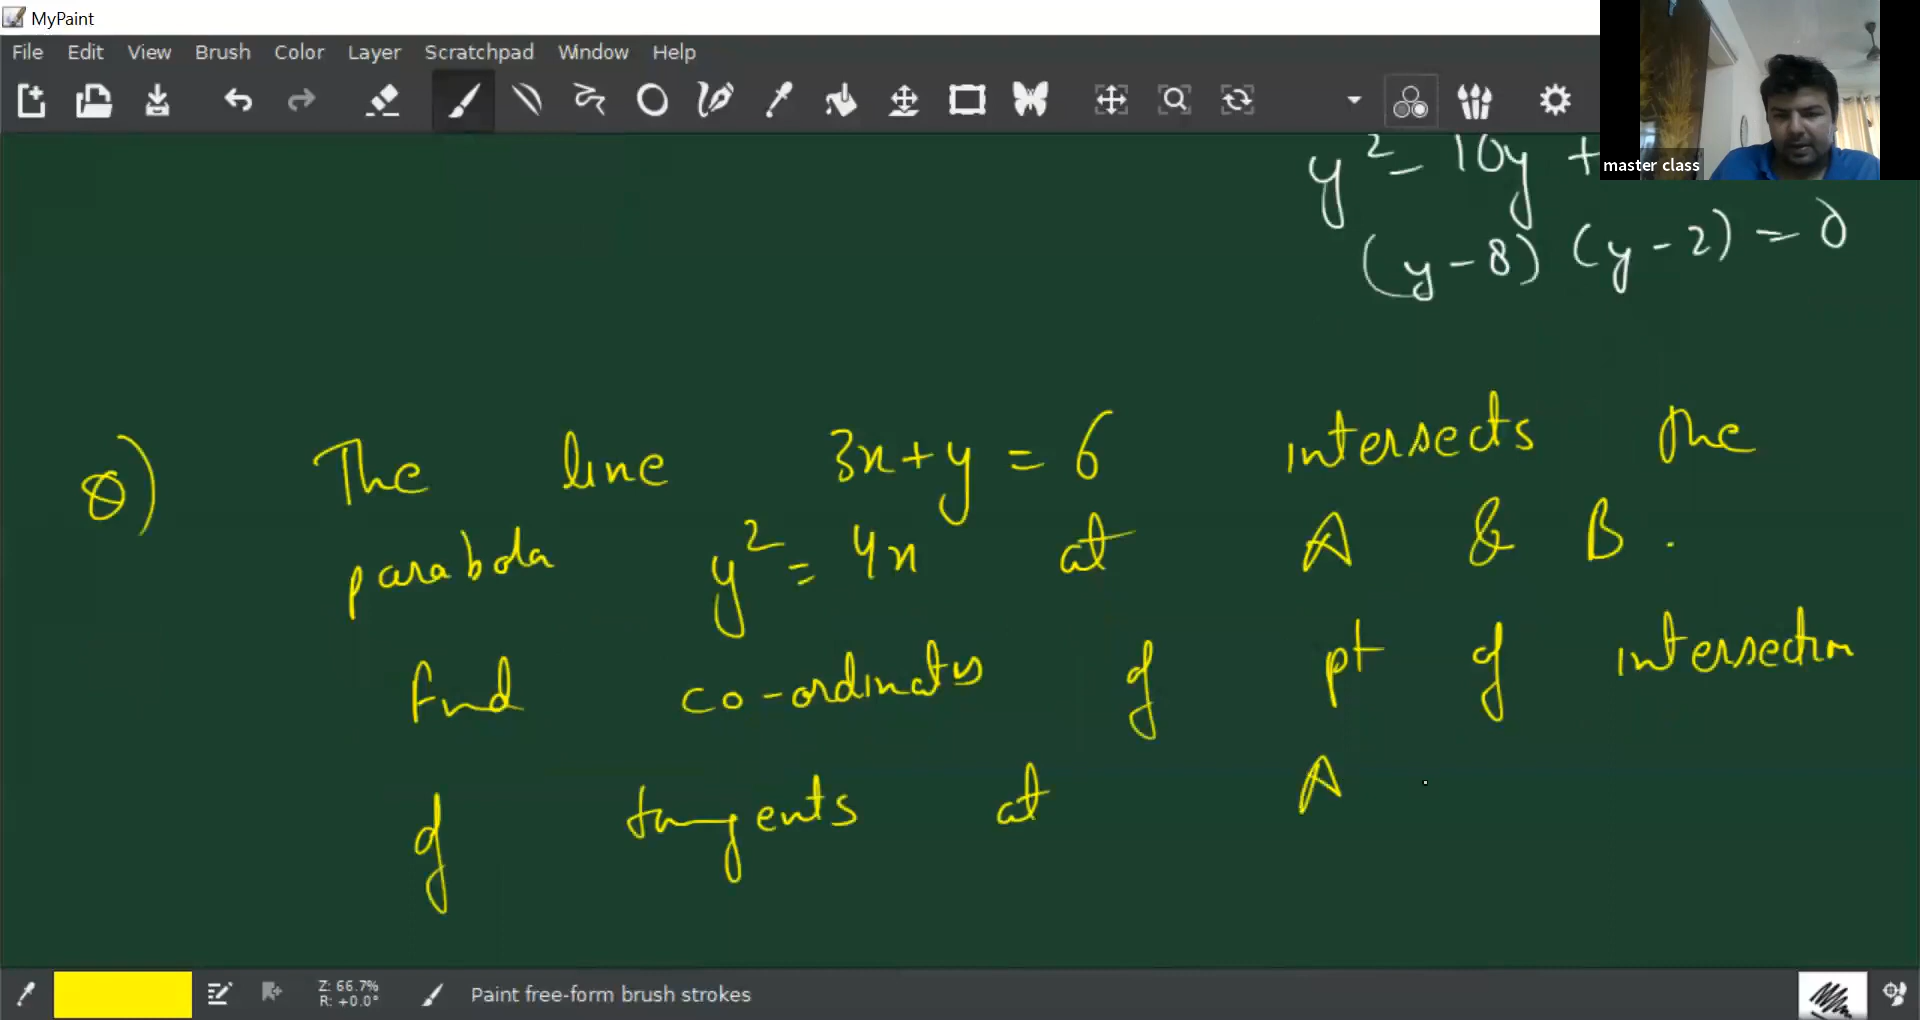 MyPaint
File Edit View Brush Color Layer Scratchpad Window Help
master class
y² - 10y +
(y-8) (y-2) = 0
Q) The line 3x+y = 6 intersects the
parabola y² = 4x at A & B.
find co-ordinates of pt of intersection
of tangents at A
Z: 66.7%
R: +0.0°
Paint free-form brush strokes